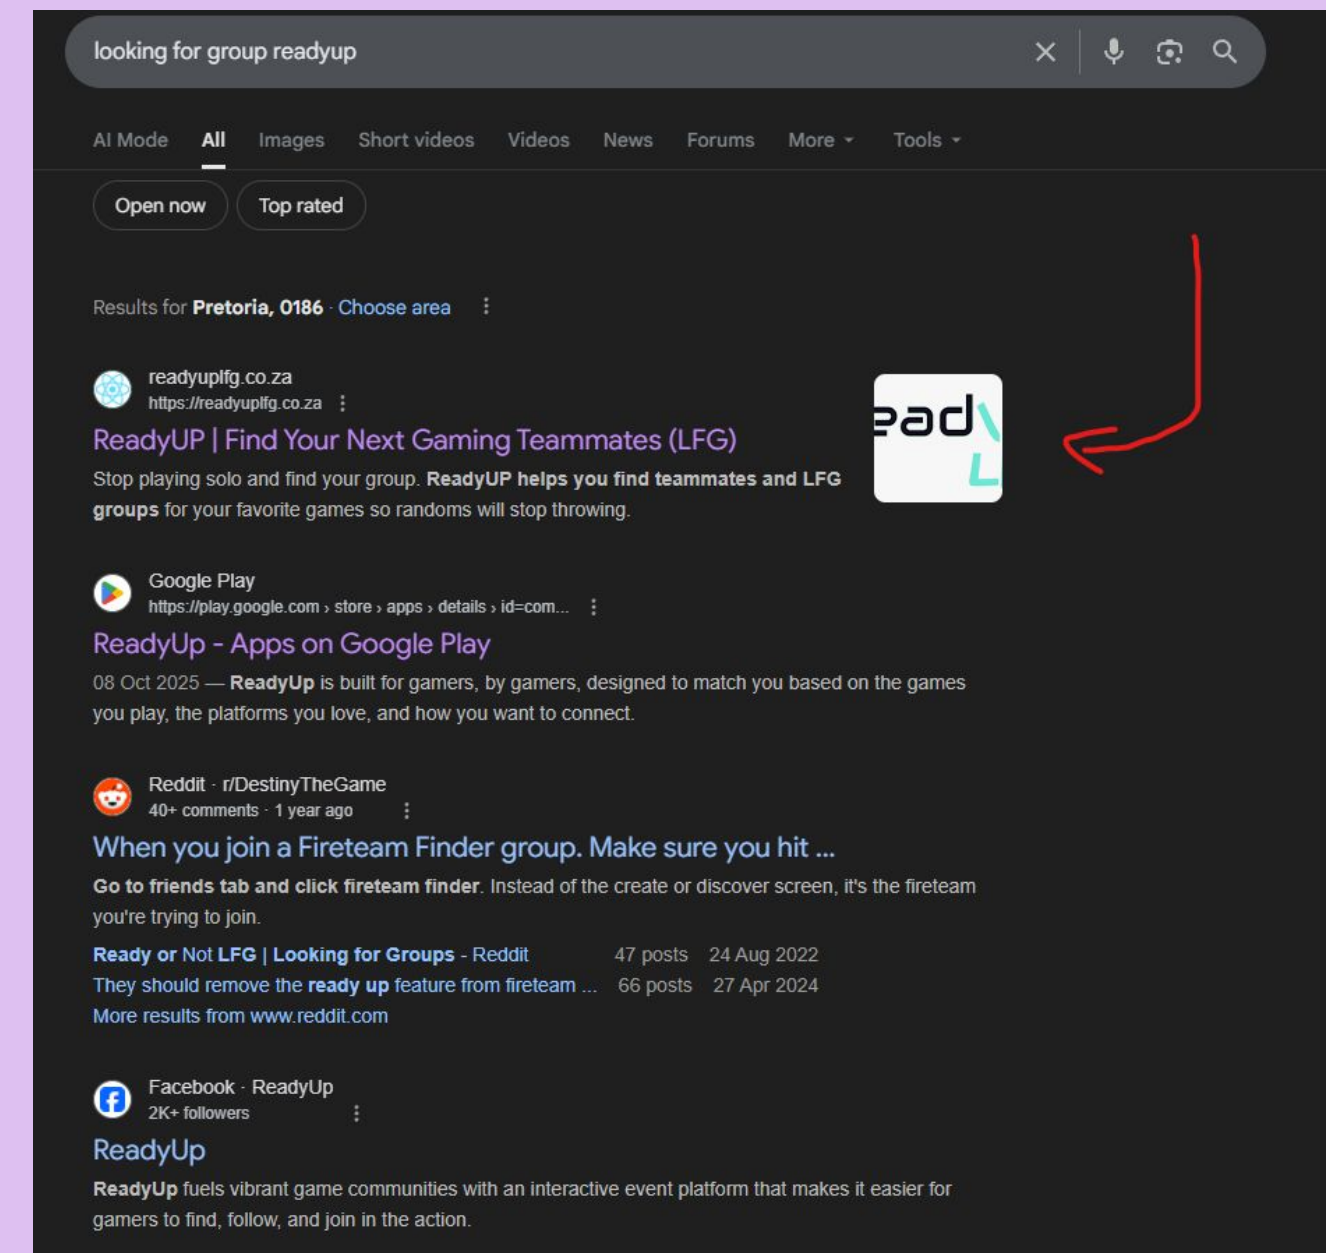 looking for group readyup
AI Mode All Images Short videos Videos News Forums More Tools
Open now Top rated
Results for Pretoria, 0186 · Choose area
readyuplfg.co.za
https://readyuplfg.co.za
ReadyUP | Find Your Next Gaming Teammates (LFG)
Stop playing solo and find your group. ReadyUP helps you find teammates and LFG
groups for your favorite games so randoms will stop throwing.
ead
L
Google Play
https://play.google.com › store › apps › details › id=com...
ReadyUp - Apps on Google Play
08 Oct 2025 — ReadyUp is built for gamers, by gamers, designed to match you based on the games
you play, the platforms you love, and how you want to connect.
Reddit · r/DestinyTheGame
40+ comments · 1 year ago
When you join a Fireteam Finder group. Make sure you hit ...
Go to friends tab and click fireteam finder. Instead of the create or discover screen, it's the fireteam
you're trying to join.
Ready or Not LFG | Looking for Groups - Reddit 47 posts 24 Aug 2022
They should remove the ready up feature from fireteam ... 66 posts 27 Apr 2024
More results from www.reddit.com
Facebook · ReadyUp
2K+ followers
ReadyUp
ReadyUp fuels vibrant game communities with an interactive event platform that makes it easier for
gamers to find, follow, and join in the action.